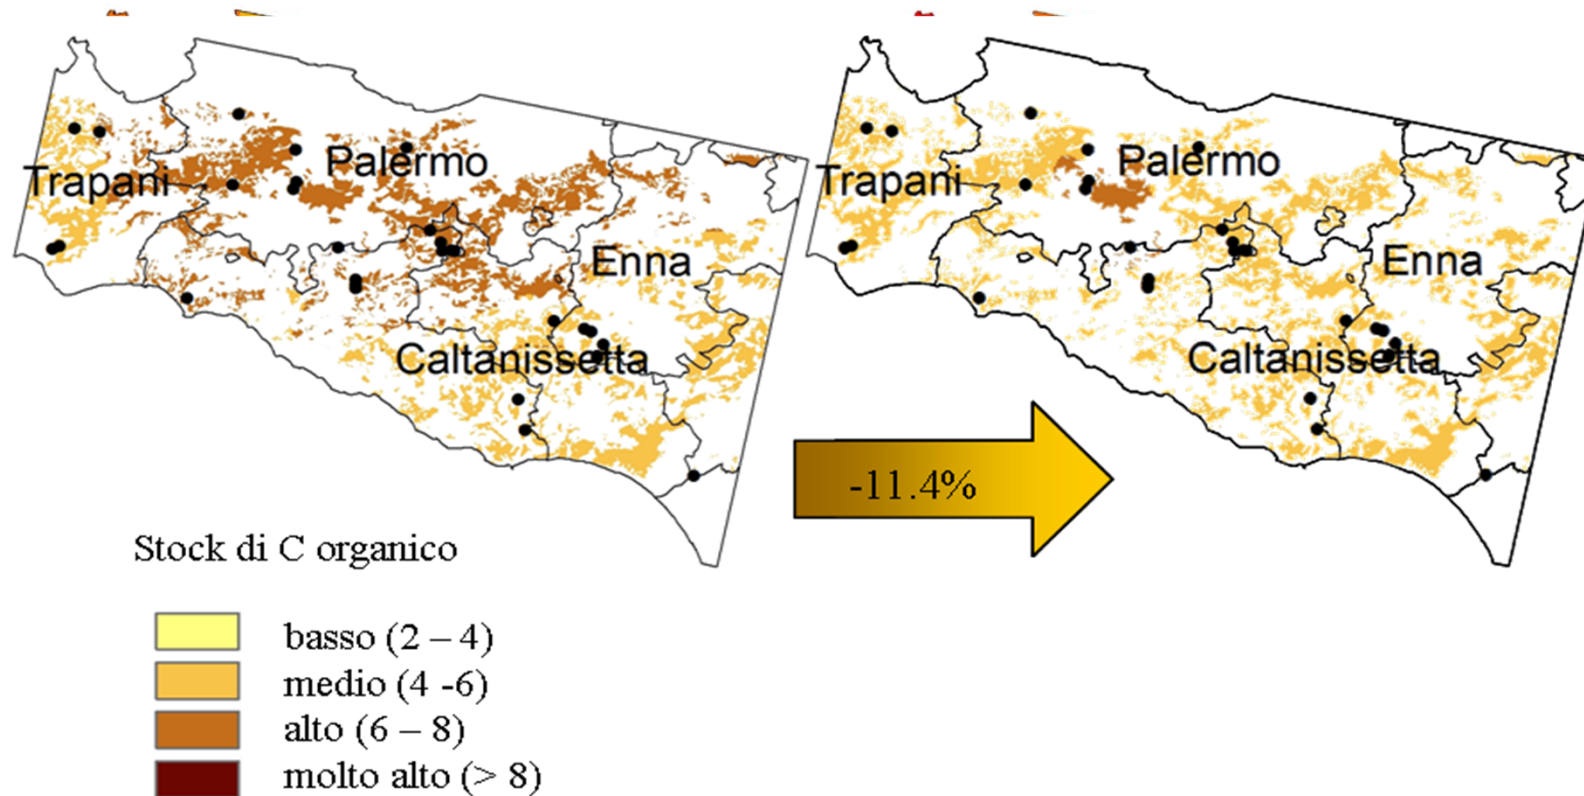 Palermo
Trapani
Enna
Caltanissetta
Palermo
Trapani
Enna
Caltanissetta
-11.4%
Stock di C organico
basso (2 – 4)
medio (4 -6)
alto (6 – 8)
molto alto (> 8)